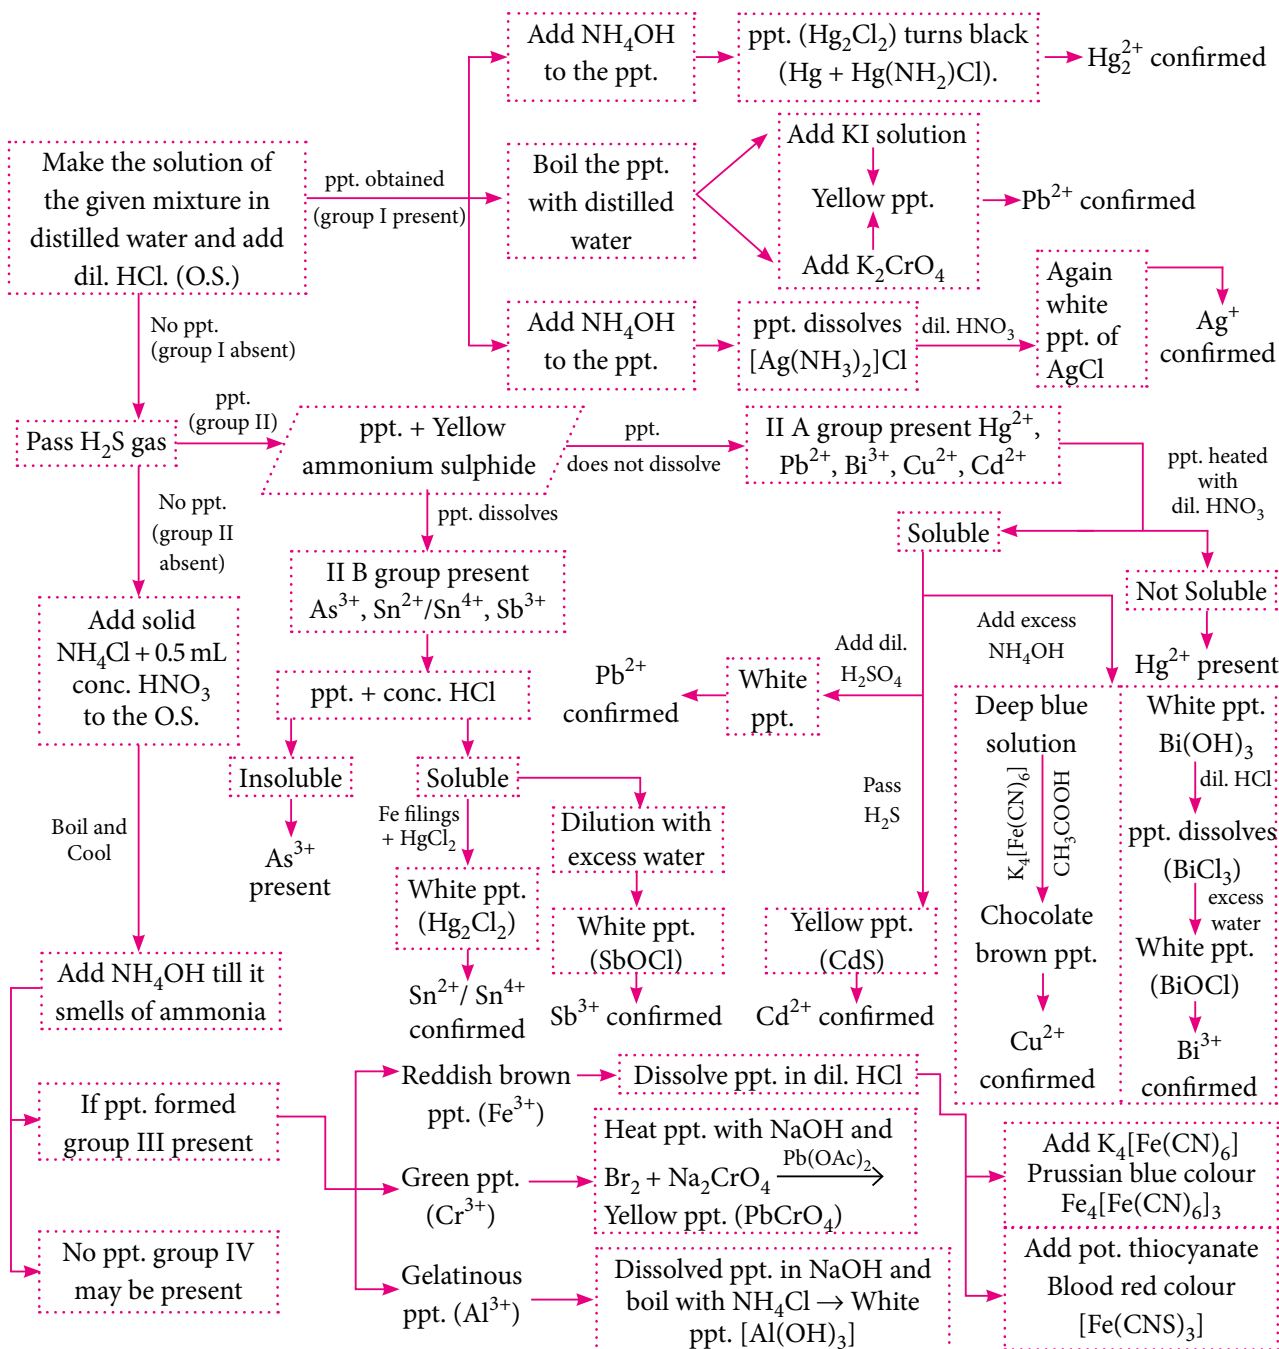 Make the solution of
the given mixture in
distilled water and add
dil. HCl. (O.S.)
ppt. obtained
(group I present)
Add NH₄OH
to the ppt.
ppt. (Hg₂Cl₂) turns black
(Hg + Hg(NH₂)Cl).
Hg₂²⁺ confirmed
Boil the ppt.
with distilled
water
Add KI solution
Yellow ppt.
Add K₂CrO₄
Pb²⁺ confirmed
Add NH₄OH
to the ppt.
ppt. dissolves
[Ag(NH₃)₂]Cl
dil. HNO₃
Again
white
ppt. of
AgCl
Ag⁺
confirmed
No ppt.
(group I absent)
Pass H₂S gas
ppt.
(group II)
ppt. + Yellow
ammonium sulphide
ppt.
does not dissolve
II A group present Hg²⁺,
Pb²⁺, Bi³⁺, Cu²⁺, Cd²⁺
ppt. heated
with
dil. HNO₃
Soluble
Not Soluble
Hg²⁺ present
No ppt.
(group II
absent)
ppt. dissolves
II B group present
As³⁺, Sn²⁺/Sn⁴⁺, Sb³⁺
ppt. + conc. HCl
Insoluble
As³⁺
present
Soluble
Fe filings
+ HgCl₂
White ppt.
(Hg₂Cl₂)
Sn²⁺/ Sn⁴⁺
confirmed
Dilution with
excess water
White ppt.
(SbOCl)
Sb³⁺ confirmed
Add dil.
H₂SO₄
White
ppt.
Pb²⁺
confirmed
Pass
H₂S
Yellow ppt.
(CdS)
Cd²⁺ confirmed
Add excess
NH₄OH
Deep blue
solution
K₄[Fe(CN)₆]
CH₃COOH
Chocolate
brown ppt.
Cu²⁺
confirmed
White ppt.
Bi(OH)₃
dil. HCl
ppt. dissolves
(BiCl₃)
excess
water
White ppt.
(BiOCl)
Bi³⁺
confirmed
Add solid
NH₄Cl + 0.5 mL
conc. HNO₃
to the O.S.
Boil and
Cool
Add NH₄OH till it
smells of ammonia
If ppt. formed
group III present
No ppt. group IV
may be present
Reddish brown
ppt. (Fe³⁺)
Dissolve ppt. in dil. HCl
Add K₄[Fe(CN)₆]
Prussian blue colour
Fe₄[Fe(CN)₆]₃
Add pot. thiocyanate
Blood red colour
[Fe(CNS)₃]
Green ppt.
(Cr³⁺)
Heat ppt. with NaOH and
Br₂ + Na₂CrO₄ Pb(OAc)₂ →
Yellow ppt. (PbCrO₄)
Gelatinous
ppt. (Al³⁺)
Dissolved ppt. in NaOH and
boil with NH₄Cl → White
ppt. [Al(OH)₃]